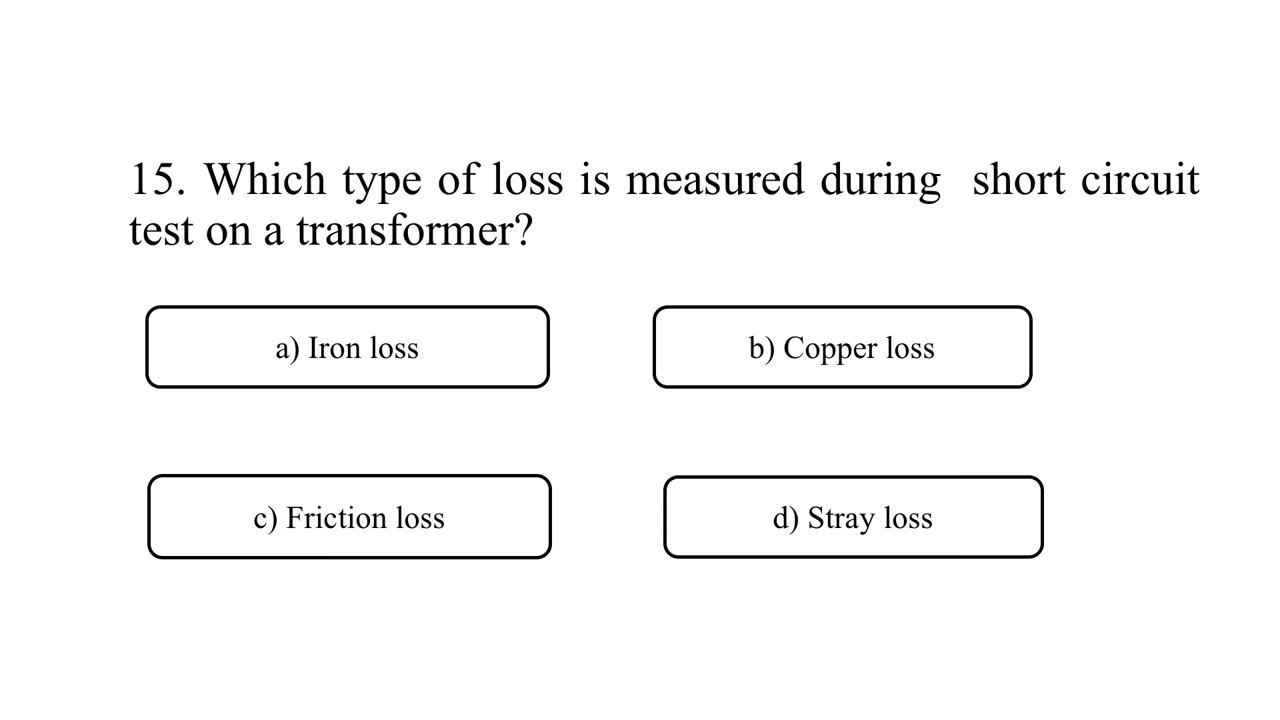 15. Which type of loss is measured during  short circuit
test on a transformer?
a) Iron loss
b) Copper loss
c) Friction loss
d) Stray loss